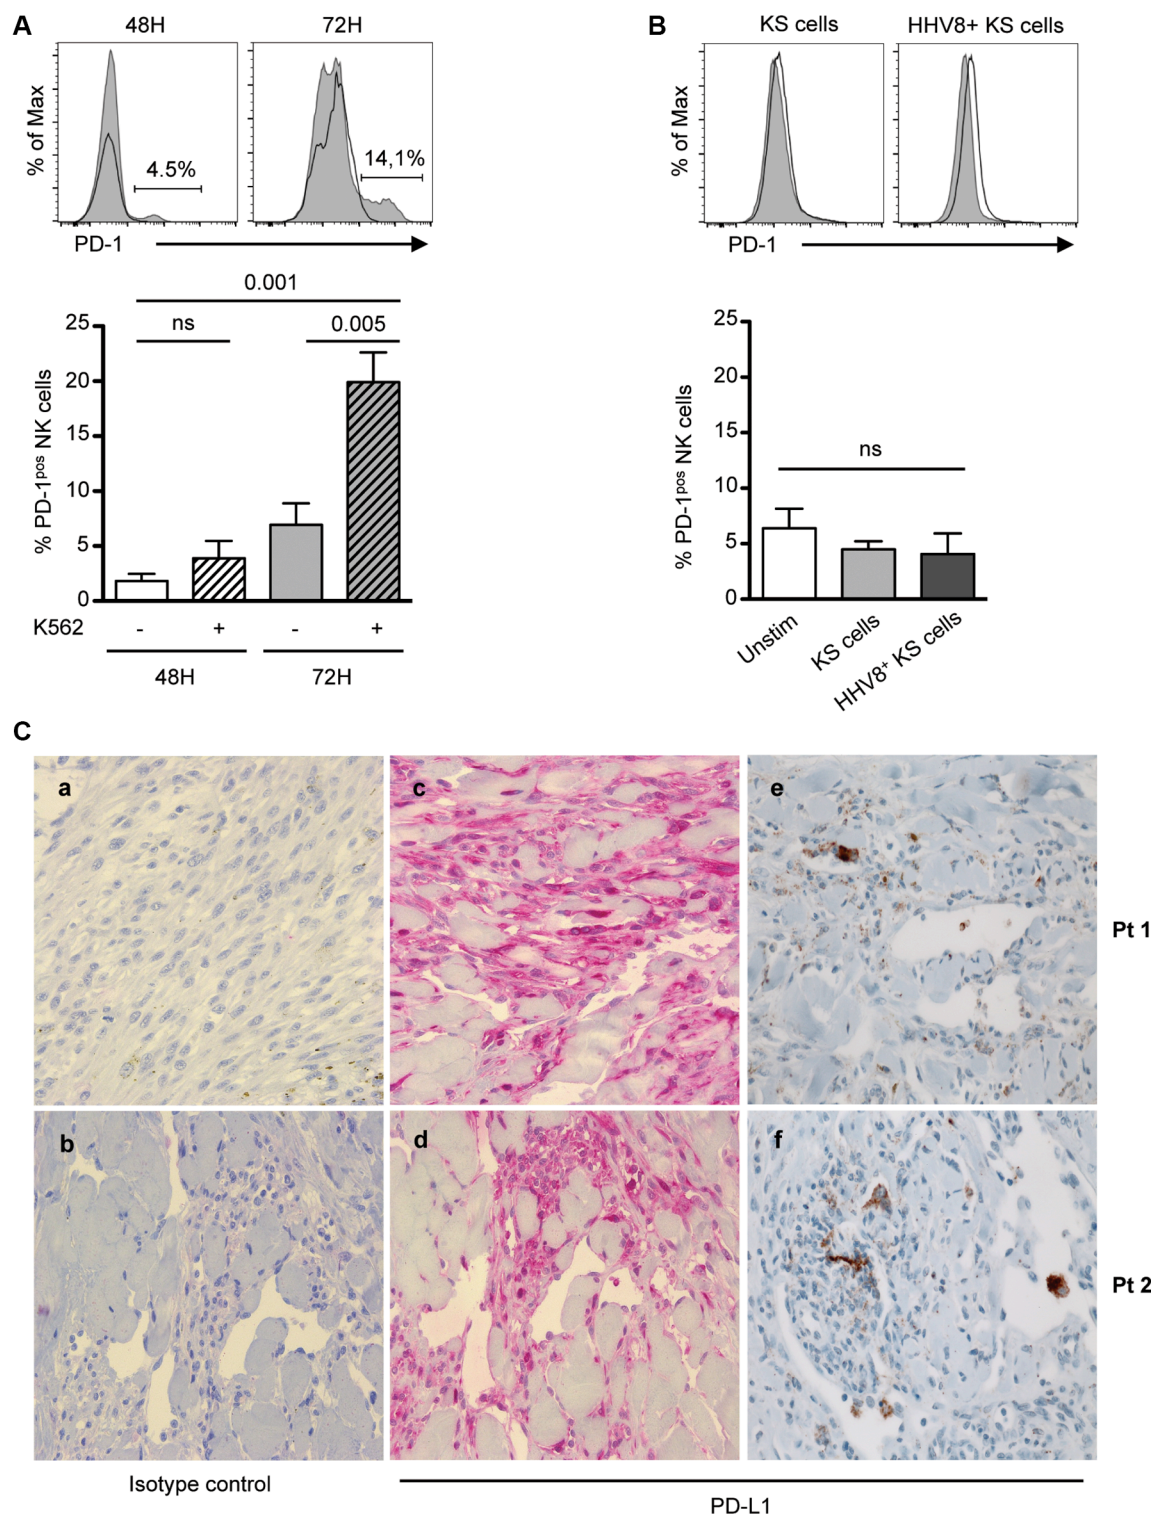 A
48H
72H
% of Max
4.5%
14,1%
PD-1
0.001
ns
0.005
% PD-1pos NK cells
25
20
15
10
5
0
K562
- + - +
48H
72H
B
KS cells
HHV8+ KS cells
% of Max
PD-1
ns
% PD-1pos NK cells
25
20
15
10
5
0
Unstim
KS cells
HHV8+ KS cells
C
a
c
e
Pt 1
b
d
f
Pt 2
Isotype control
PD-L1